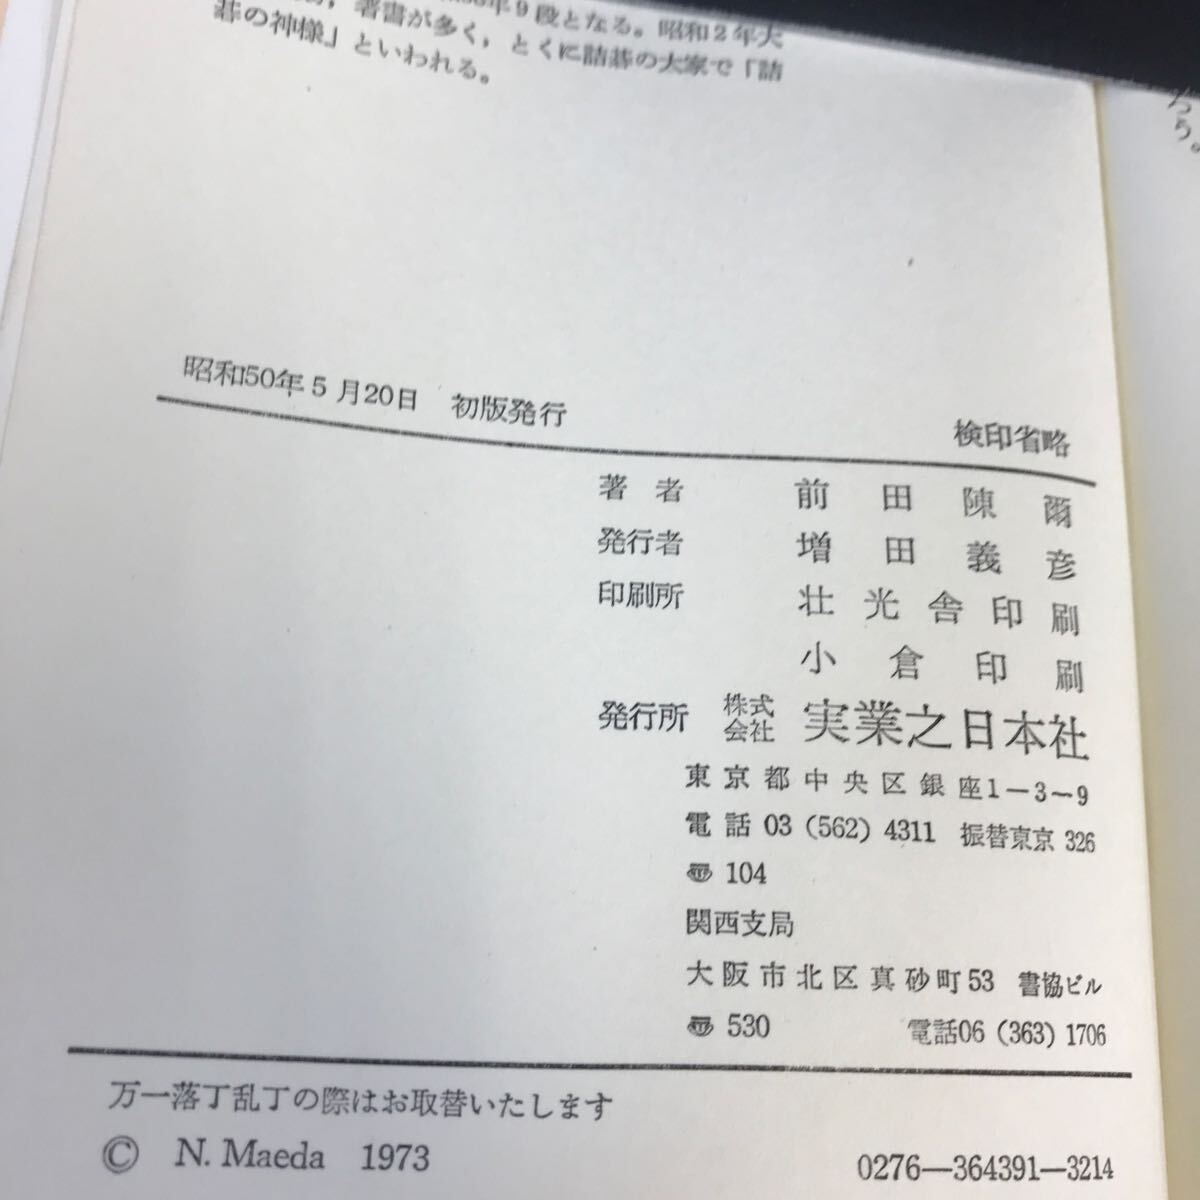 年9段となる。昭和2年大
著書が多く，とくに詰碁の大家で「詰
碁の神様」といわれる。
ろう。
昭和50年5月20日 初版発行
検印省略
著者 前田陳爾
発行者 増田義彦
印刷所 壮光舎印刷
小倉印刷
発行所 株式会社 実業之日本社
東京都中央区銀座1－3－9
電話 03 (562) 4311 振替東京 326
〠 104
関西支局
大阪市北区真砂町53 書協ビル
〠 530 電話06 (363) 1706
万一落丁乱丁の際はお取替いたします
© N. Maeda 1973
0276—364391—3214